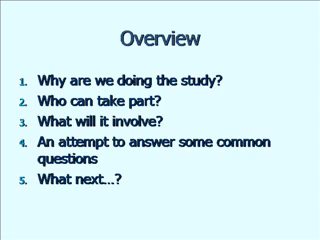 Overview
1. Why are we doing the study?
2. Who can take part?
3. What will it involve?
4. An attempt to answer some common
questions
5. What next...?